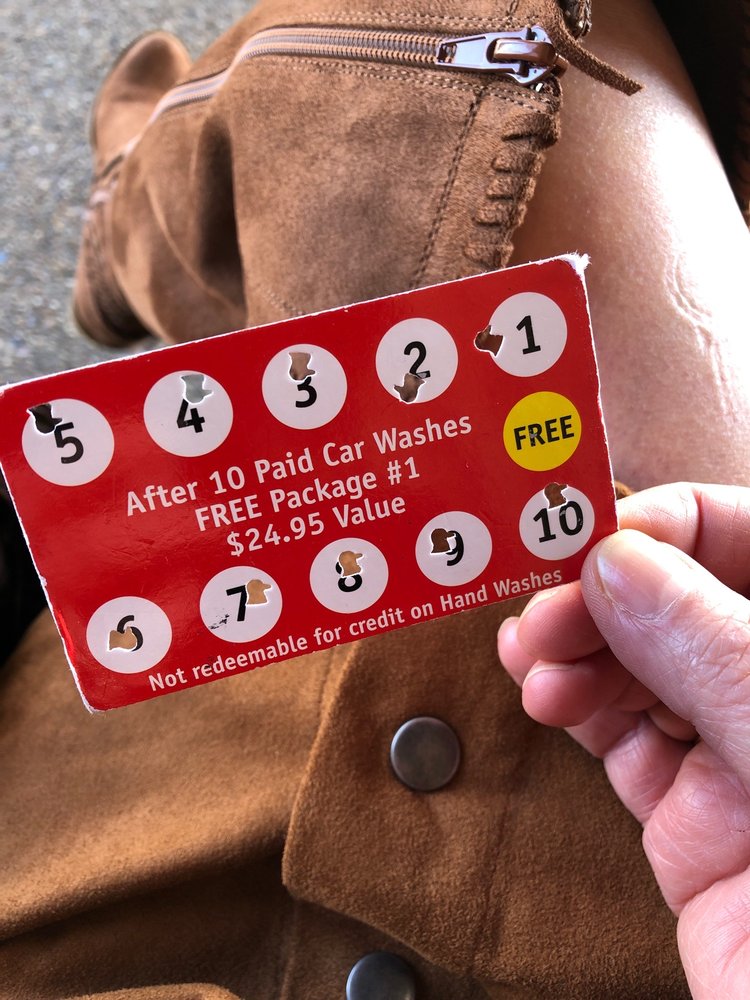 5 4 3 2 1
After 10 Paid Car Washes
FREE Package #1
$24.95 Value
FREE
6 7 8 9 10
Not redeemable for credit on Hand Washes